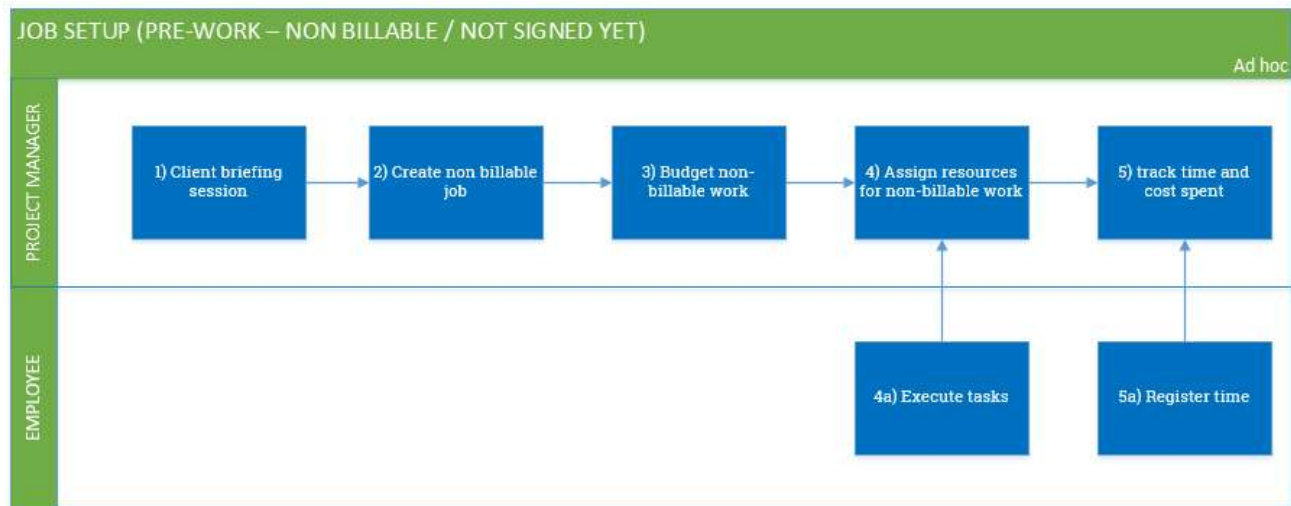 JOB SETUP (PRE-WORK – NON BILLABLE / NOT SIGNED YET)
Ad hoc
PROJECT MANAGER
1) Client briefing
session
2) Create non billable
job
3) Budget non-
billable work
4) Assign resources
for non-billable work
5) track time and
cost spent
EMPLOYEE
4a) Execute tasks
5a) Register time